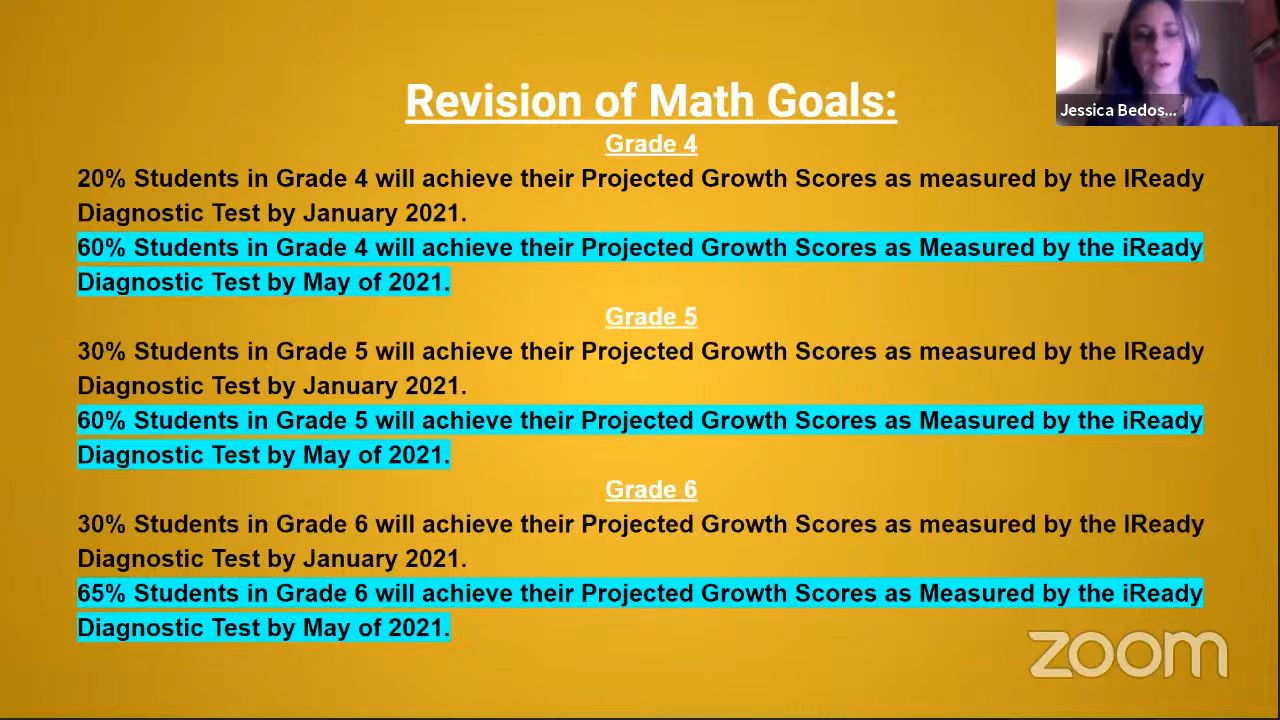 Revision of Math Goals:
Jessica Bedos...
Grade 4
20% Students in Grade 4 will achieve their Projected Growth Scores as measured by the IReady
Diagnostic Test by January 2021.
60% Students in Grade 4 will achieve their Projected Growth Scores as Measured by the iReady
Diagnostic Test by May of 2021.
Grade 5
30% Students in Grade 5 will achieve their Projected Growth Scores as measured by the IReady
Diagnostic Test by January 2021.
60% Students in Grade 5 will achieve their Projected Growth Scores as Measured by the iReady
Diagnostic Test by May of 2021.
Grade 6
30% Students in Grade 6 will achieve their Projected Growth Scores as measured by the IReady
Diagnostic Test by January 2021.
65% Students in Grade 6 will achieve their Projected Growth Scores as Measured by the iReady
Diagnostic Test by May of 2021.
zoom